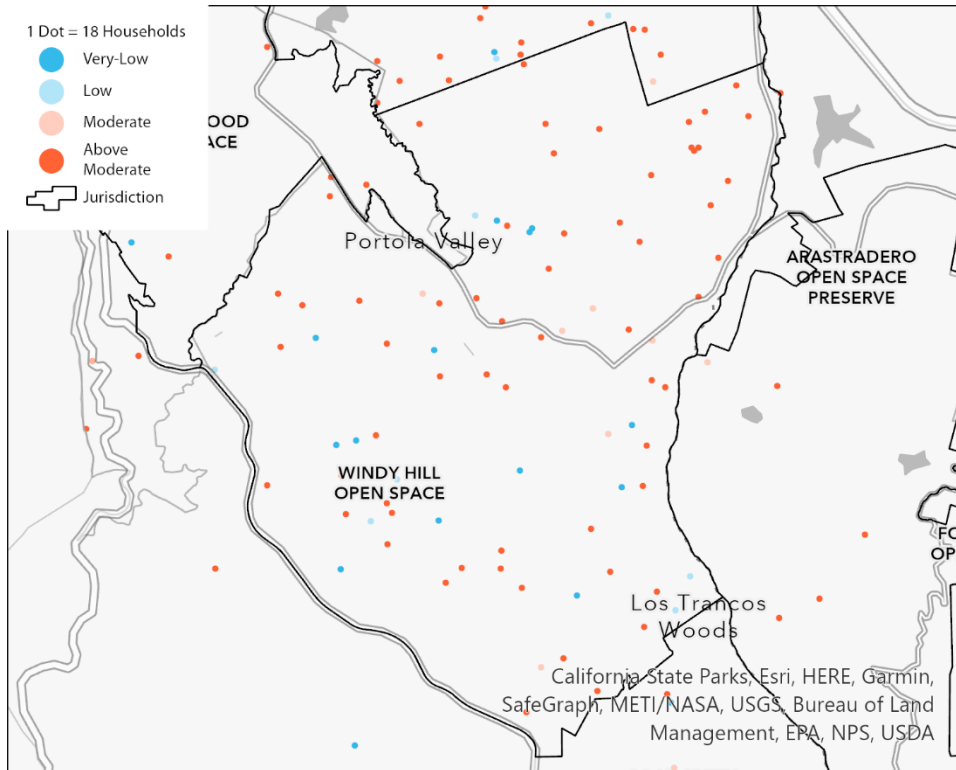 1 Dot = 18 Households
Very-Low
Low
Moderate
Above
Moderate
Jurisdiction
OOD
ACE
Portola Valley
ARASTRADERO
OPEN SPACE
PRESERVE
WINDY HILL
OPEN SPACE
FO
OP
Los Trancos
Woods
California State Parks, Esri, HERE, Garmin,
SafeGraph, METI/NASA, USGS, Bureau of Land
Management, EPA, NPS, USDA